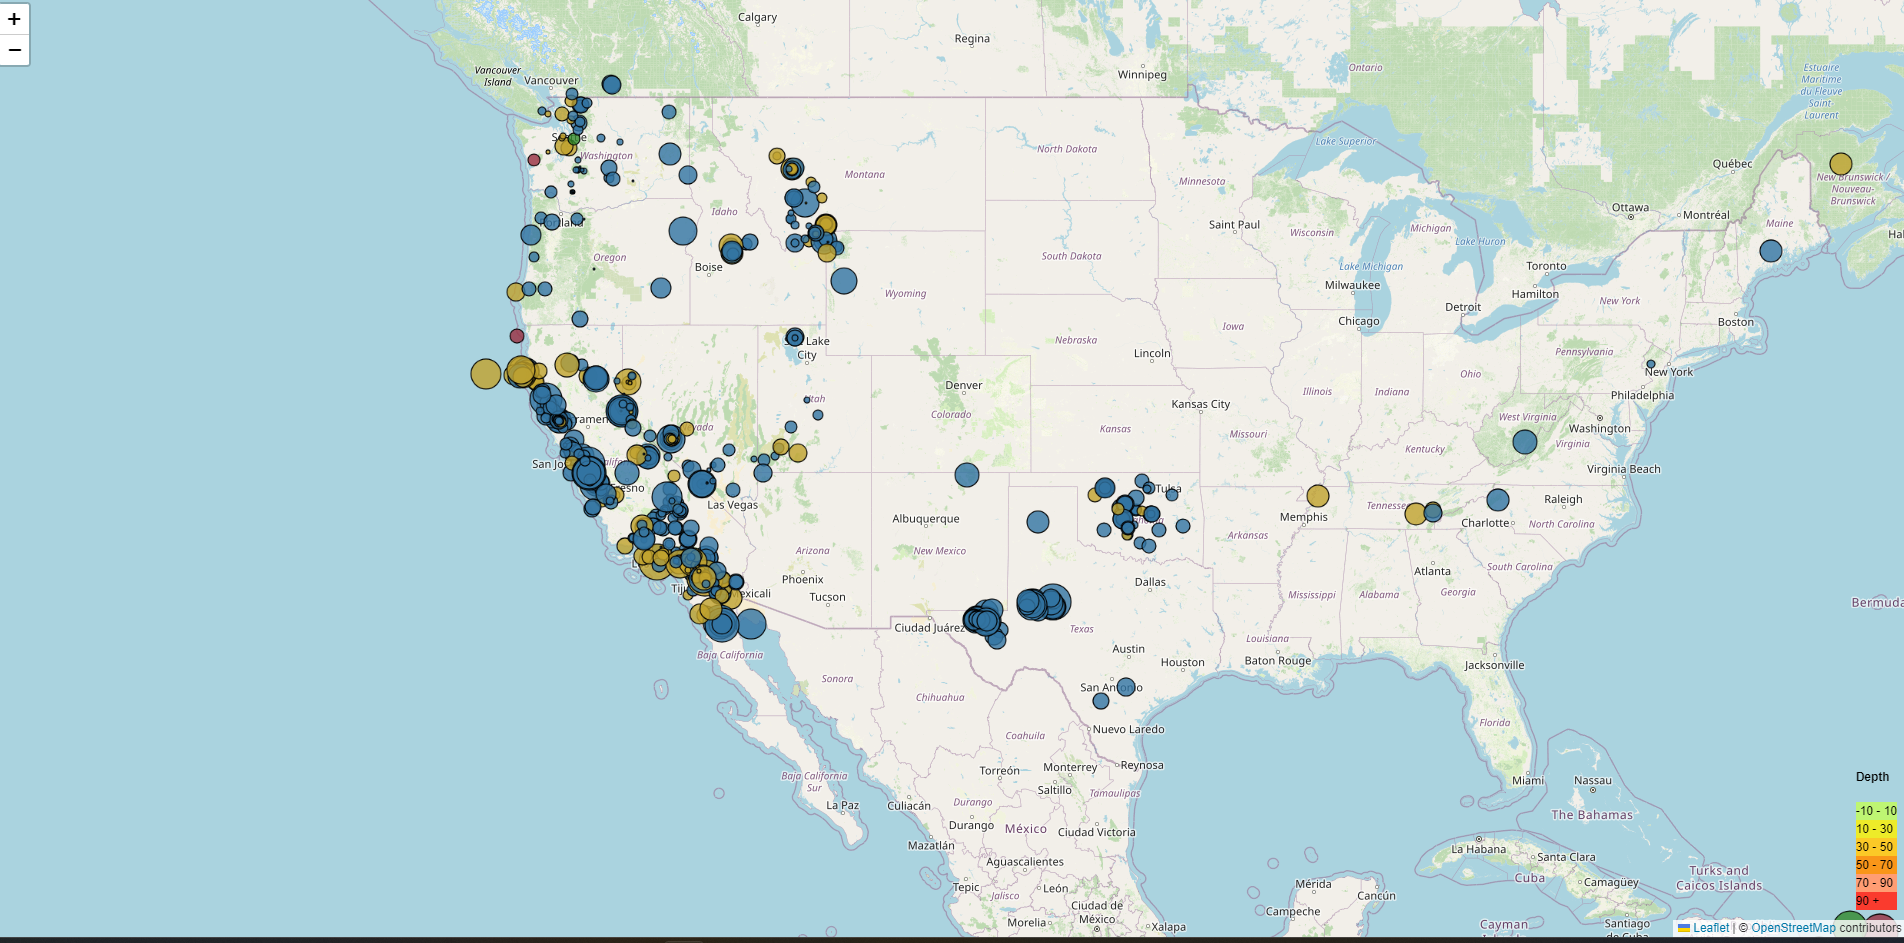 +
−
Calgary
Regina
Winnipeg
Vancouver
Island
Vancouver
Ontario
Estuaire
Maritime
du Fleuve
Saint-
Laurent
Washington
Montana
North Dakota
Lake Superior
Minnesota
Québec
New Brunswick /
Nouveau-
Brunswick
Ottawa
Montréal
Maine
Idaho
Saint Paul
Wisconsin
Michigan
Lake Huron
Oregon
Boise
South Dakota
Lake Michigan
Toronto
Hamilton
Milwaukee
Wyoming
Detroit
New York
Chicago
Boston
Lake
City
Nebraska
Iowa
Lincoln
Pennsylvania
New York
Ohio
Denver
Illinois
Indiana
Philadelphia
Utah
Colorado
Kansas City
West Virginia
Washington
Kansas
Missouri
Kentucky
Virginia
Virginia Beach
Las Vegas
Tulsa
Raleigh
Albuquerque
Memphis
Tennessee
Charlotte
North Carolina
Arkansas
Arizona
New Mexico
Phoenix
Atlanta
South Carolina
Dallas
Tucson
Mississippi
Alabama
Georgia
Bermuda
Ciudad Juárez
Texas
Louisiana
Baja California
Austin
Houston
Baton Rouge
Jacksonville
Sonora
Chihuahua
San Antonio
Florida
Nuevo Laredo
Coahuila
Baja California
Sur
Torreón
Monterrey
Reynosa
Miami
Nassau
Saltillo
Tamaulipas
La Paz
Culiacán
Durango
The Bahamas
Durango
México
Ciudad Victoria
Mazatlán
La Habana
Santa Clara
Aguascalientes
Turks and
Caicos Islands
Cuba
Camagüey
Tepic
León
Jalisco
Mérida
Cancún
Ciudad de
México
Campeche
Morelia
Xalapa
Cayman
Santiago
de Cuba
Depth
-10 - 10
10 - 30
30 - 50
50 - 70
70 - 90
90 +
Leaflet | © OpenStreetMap contributors